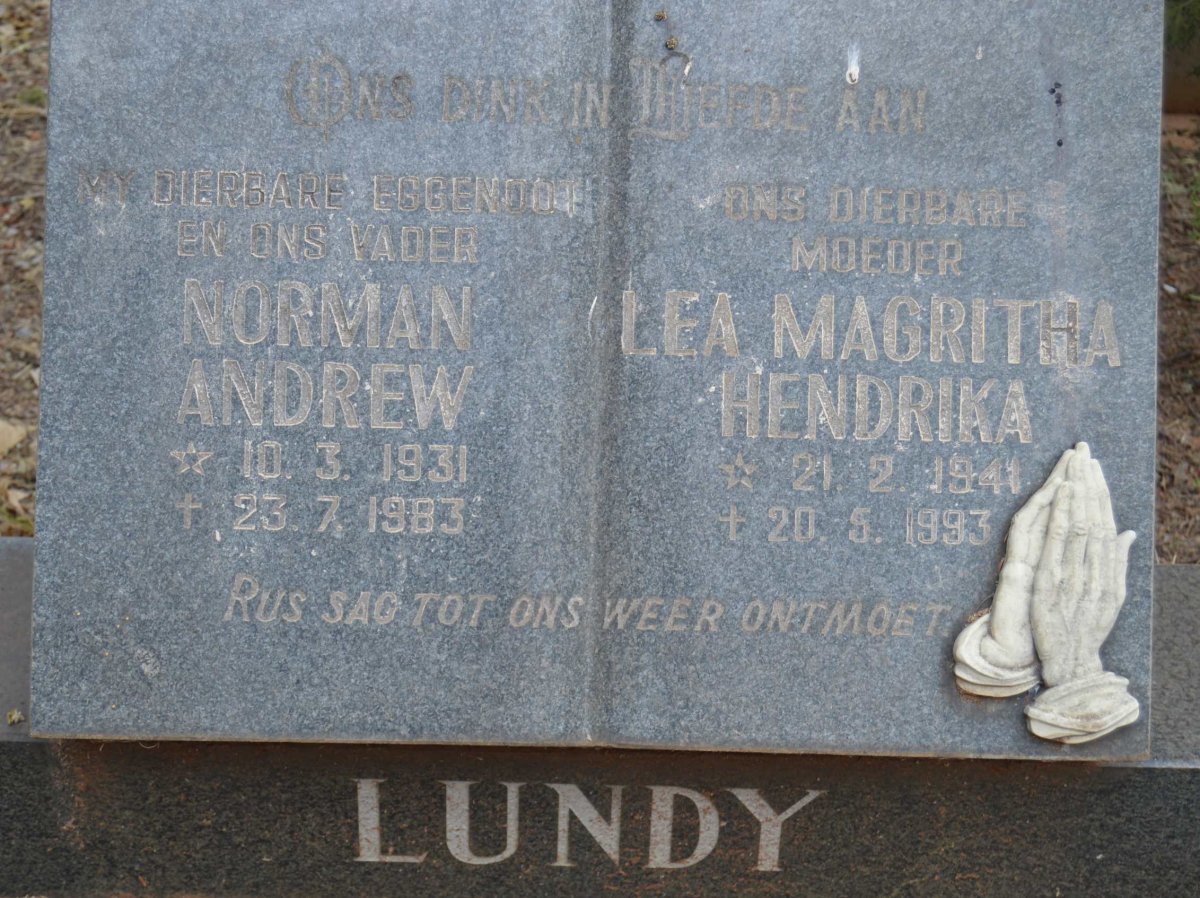 ONS DINK IN LIEFDE AAN
MY DIERBARE EGGENOOT
EN ONS VADER
NORMAN
ANDREW
☆ 10. 3. 1931
✝ 23. 7. 1983
ONS DIERBARE
MOEDER
LEA MAGRITHA
HENDRIKA
☆ 21. 2. 1941
✝ 20. 5. 1993
RUS SAG TOT ONS WEER ONTMOET
LUNDY